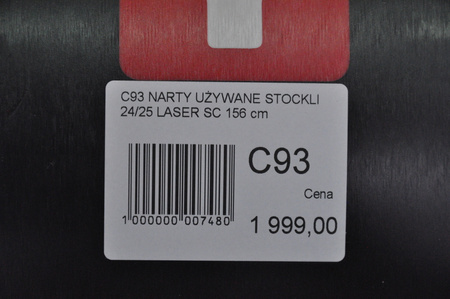 C93 NARTY UŻYWANE STOCKLI
24/25 LASER SC 156 cm
C93
Cena
1 999,00
1 000000 007480